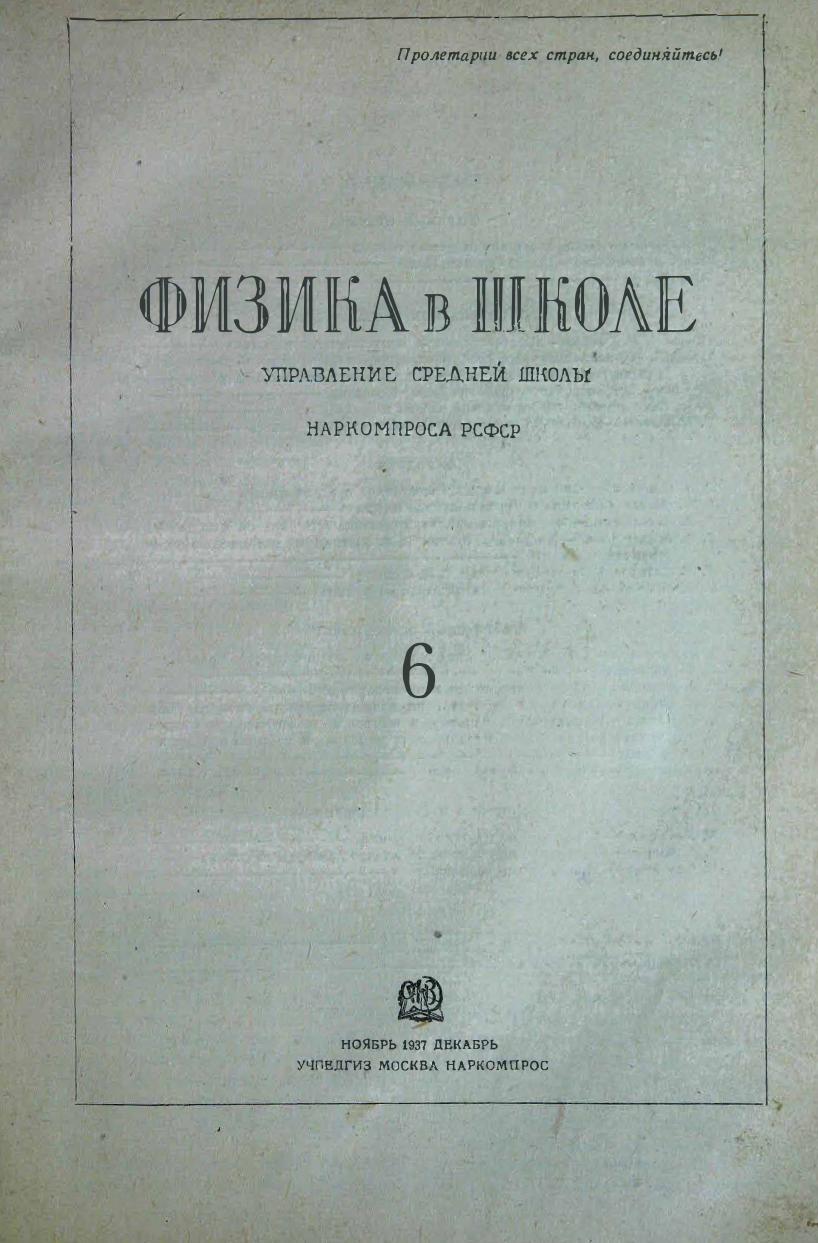 Пролетарии всех стран, соединяйтесь!
ФИЗИКА в ШКОЛЕ
УПРАВЛЕНИЕ СРЕДНЕЙ ШКОЛЫ
НАРКОМПРОСА РСФСР
6
НОЯБРЬ 1937 ДЕКАБРЬ
УЧПЕДГИЗ МОСКВА НАРКОМПРОС